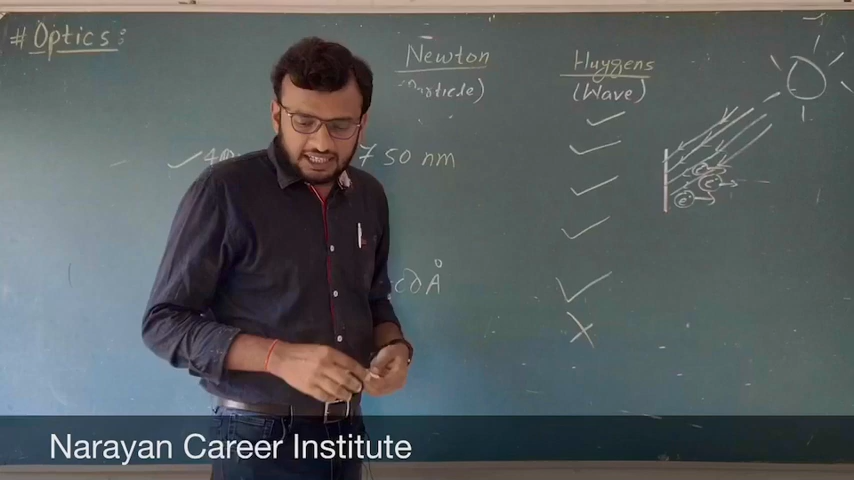 # Optics :
Newton
Huygens
(Wave)
750 nm
Å
e⁻
e⁻
Narayan Career Institute